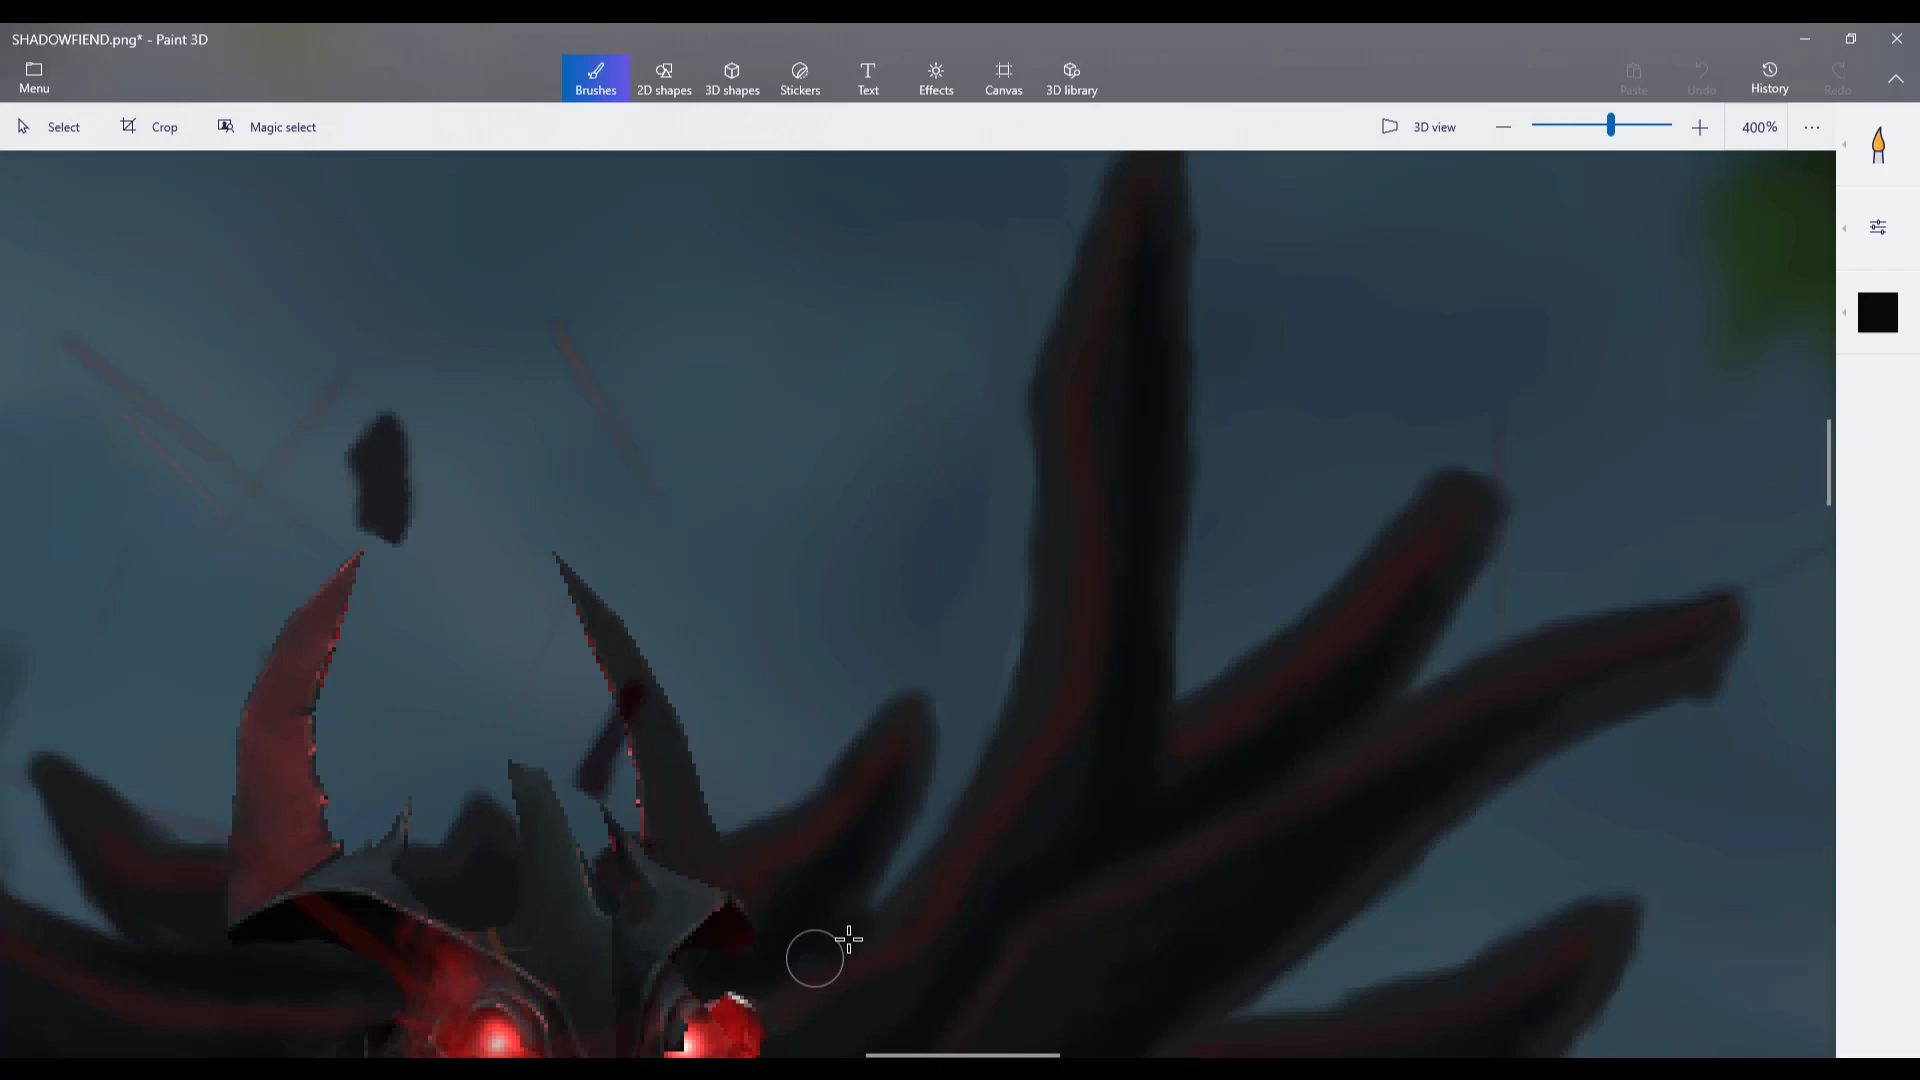 SHADOWFIEND.png* - Paint 3D
Menu
Brushes
2D shapes
3D shapes
Stickers
Text
Effects
Canvas
3D library
Paste
Undo
History
Redo
Select
Crop
Magic select
3D view
400%